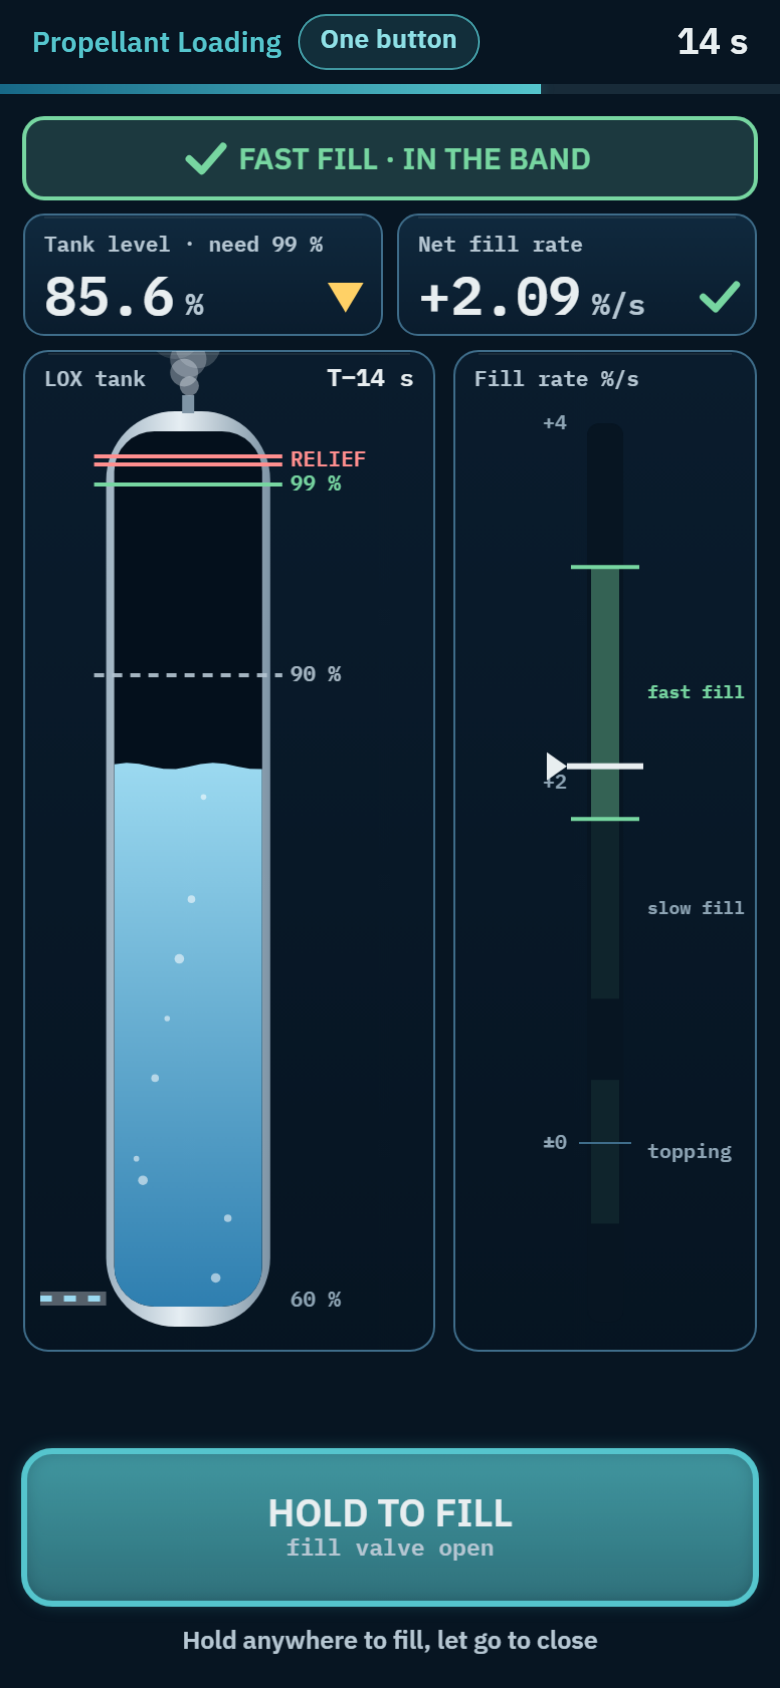 Propellant Loading
One button
14 s
FAST FILL · IN THE BAND
Tank level · need 99 %
85.6 %
Net fill rate
+2.09 %/s
LOX tank
T−14 s
RELIEF
99 %
90 %
60 %
Fill rate %/s
+4
fast fill
+2
slow fill
±0
topping
HOLD TO FILL
fill valve open
Hold anywhere to fill, let go to close